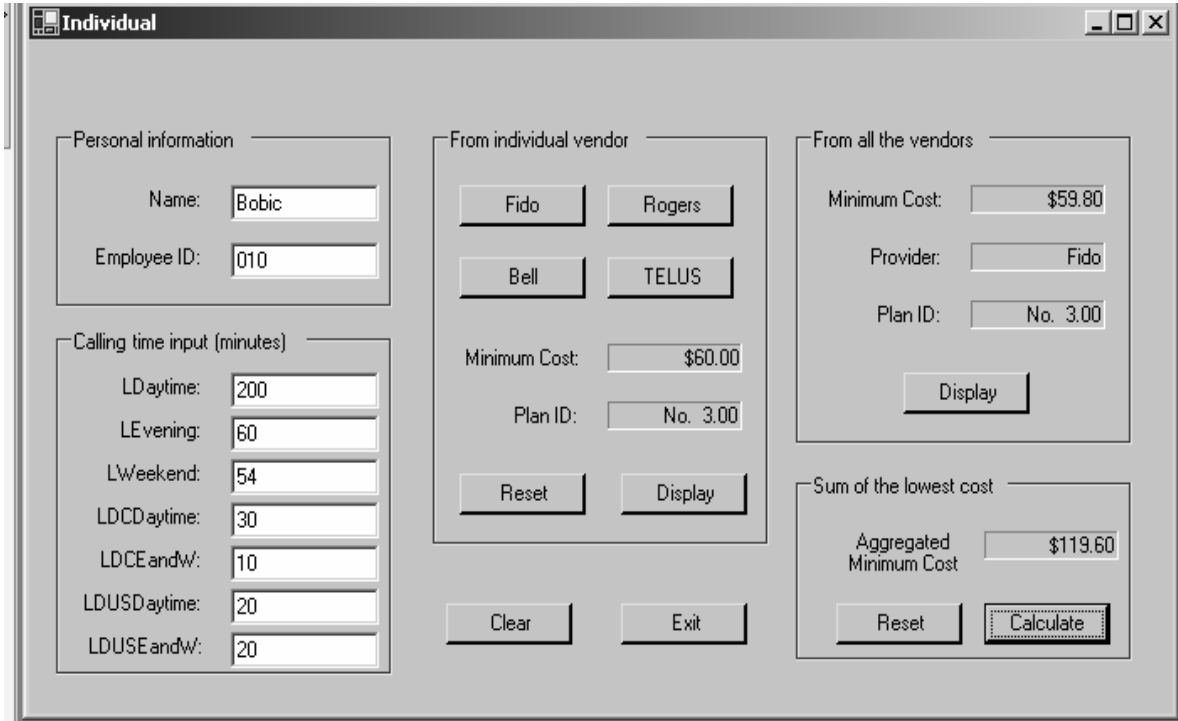 Individual
Personal information
Name: Bobic
Employee ID: 010
Calling time input (minutes)
LDaytime: 200
LEvening: 60
LWeekend: 54
LDCDaytime: 30
LDCEandW: 10
LDUSDaytime: 20
LDUSEandW: 20
From individual vendor
Fido Rogers
Bell TELUS
Minimum Cost: $60.00
Plan ID: No. 3.00
Reset Display
Clear Exit
From all the vendors
Minimum Cost: $59.80
Provider: Fido
Plan ID: No. 3.00
Display
Sum of the lowest cost
Aggregated
Minimum Cost $119.60
Reset Calculate